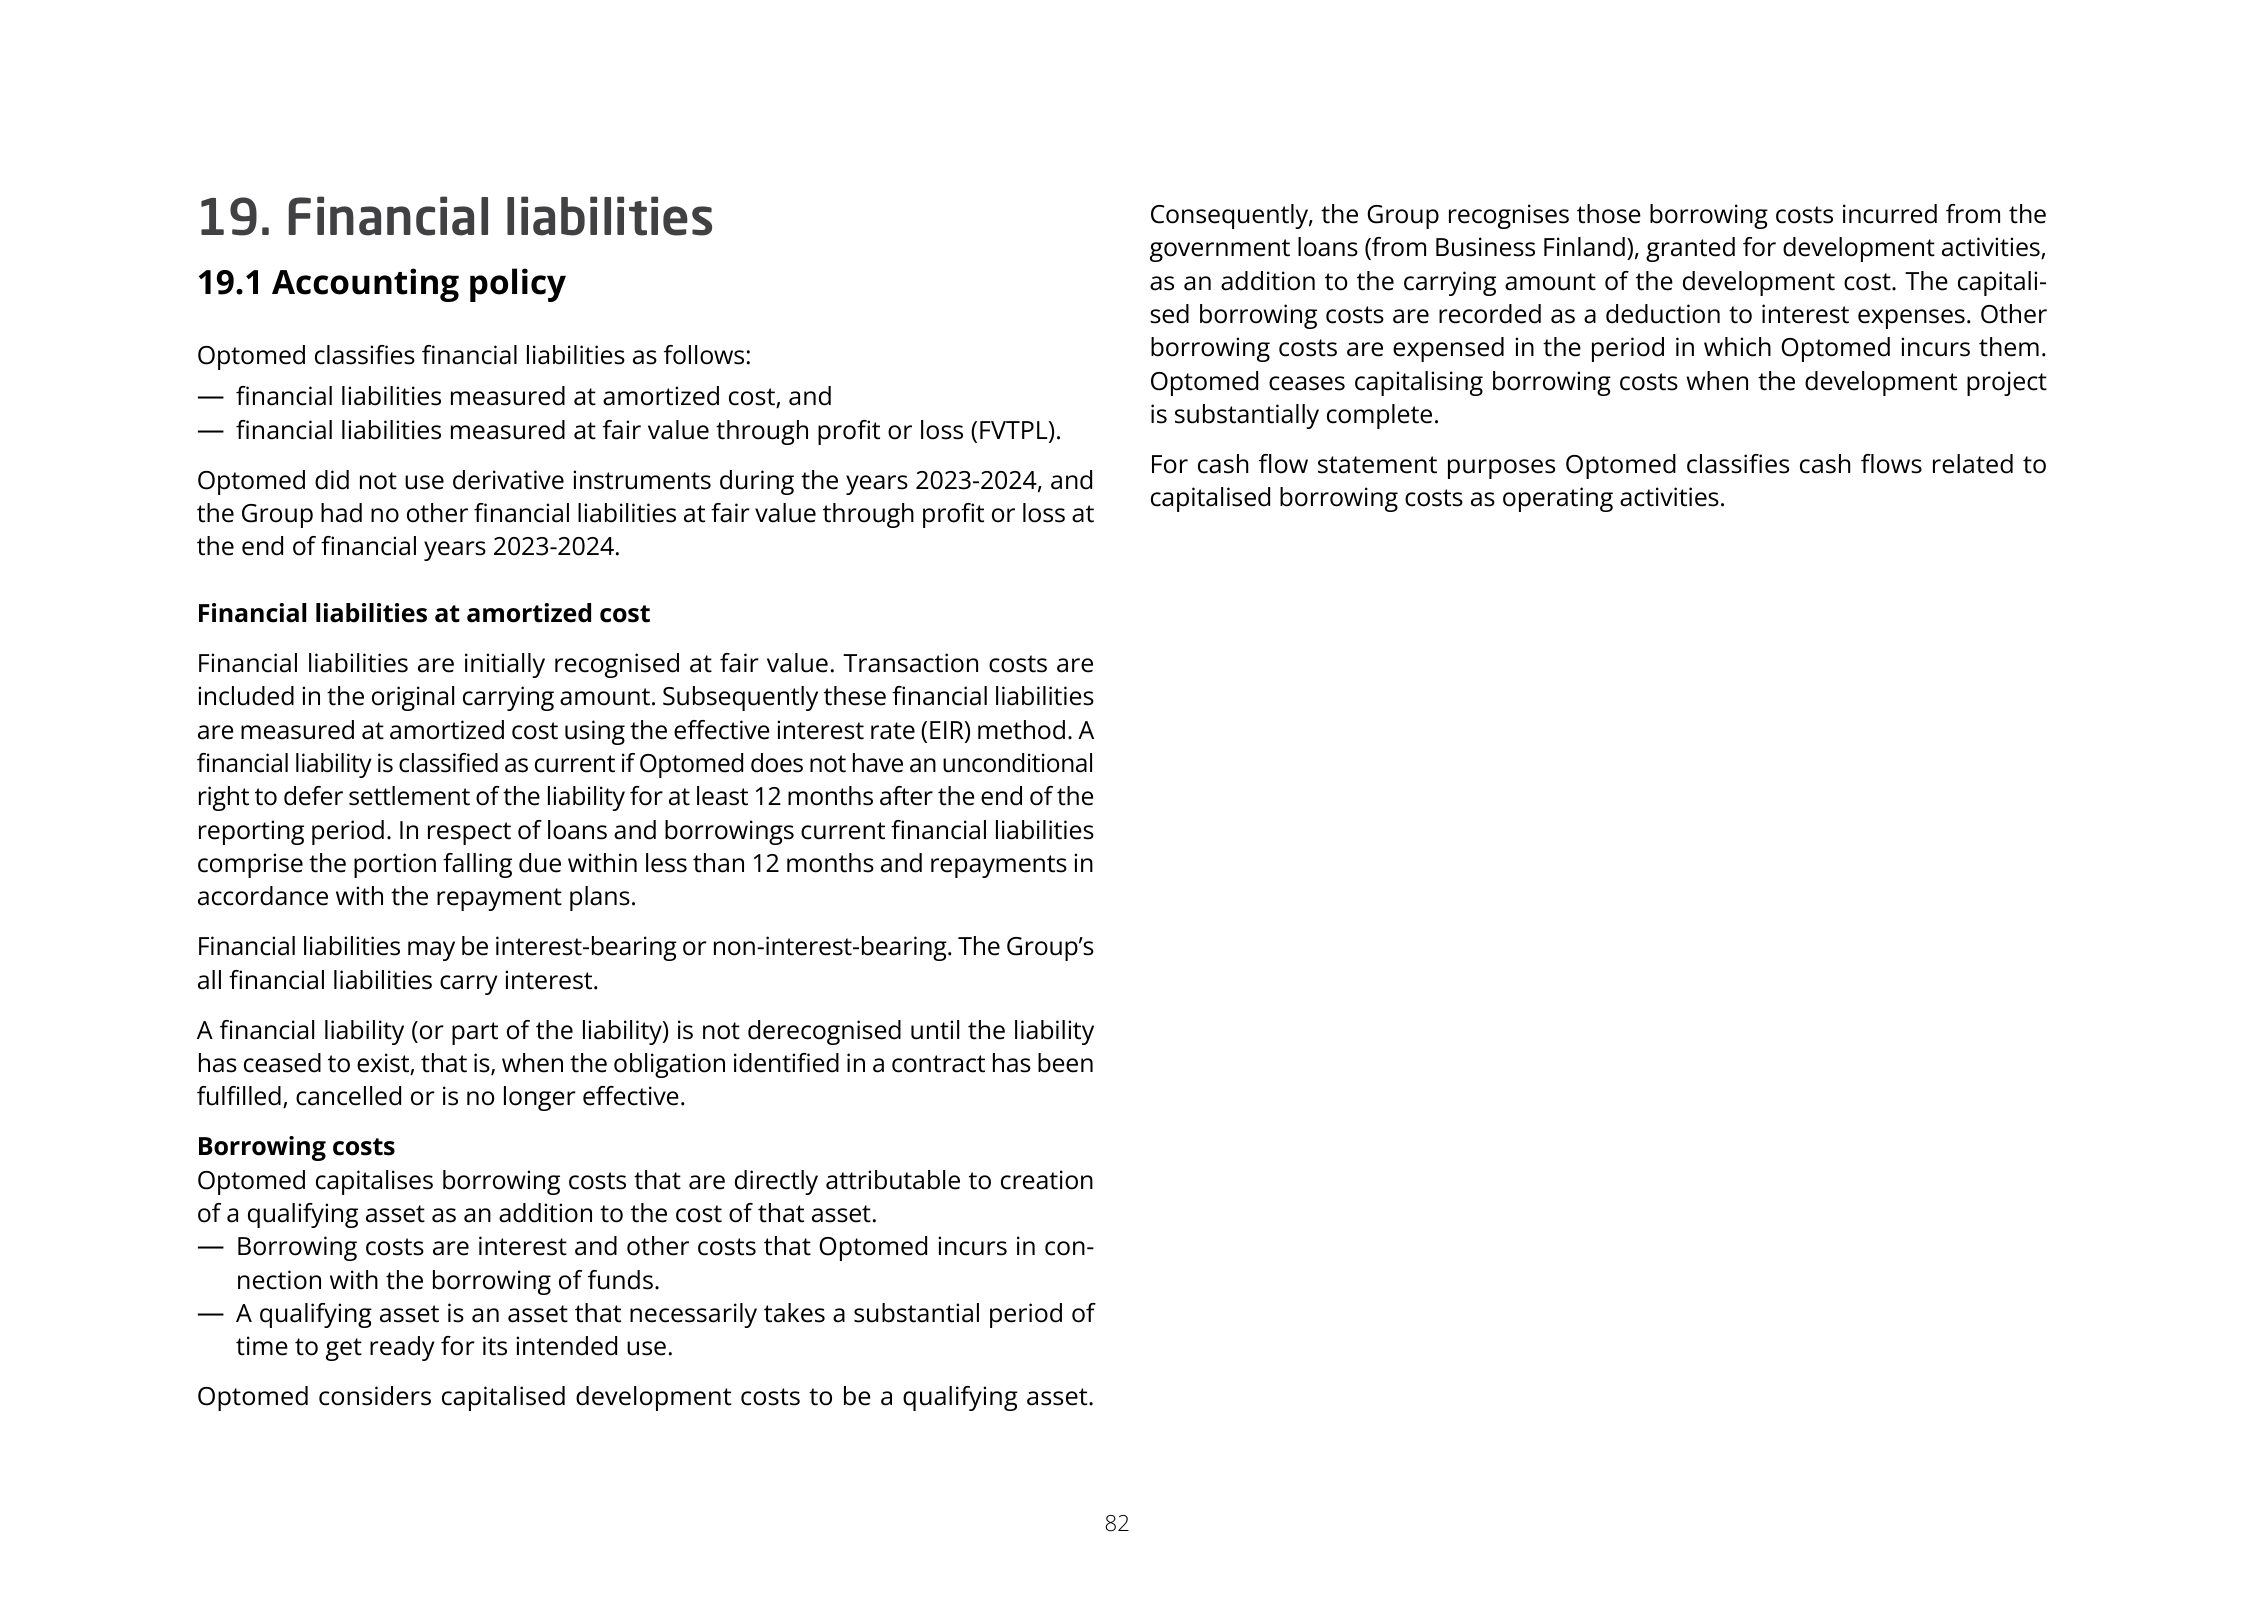 19. Financial liabilities
19.1 Accounting policy
Optomed classifies financial liabilities as follows:
— financial liabilities measured at amortized cost, and
— financial liabilities measured at fair value through profit or loss (FVTPL).
Optomed did not use derivative instruments during the years 2023-2024, and
the Group had no other financial liabilities at fair value through profit or loss at
the end of financial years 2023-2024.
Financial liabilities at amortized cost
Financial liabilities are initially recognised at fair value. Transaction costs are
included in the original carrying amount. Subsequently these financial liabilities
are measured at amortized cost using the effective interest rate (EIR) method. A
financial liability is classified as current if Optomed does not have an unconditional
right to defer settlement of the liability for at least 12 months after the end of the
reporting period. In respect of loans and borrowings current financial liabilities
comprise the portion falling due within less than 12 months and repayments in
accordance with the repayment plans.
Financial liabilities may be interest-bearing or non-interest-bearing. The Group’s
all financial liabilities carry interest.
A financial liability (or part of the liability) is not derecognised until the liability
has ceased to exist, that is, when the obligation identified in a contract has been
fulfilled, cancelled or is no longer effective.
Borrowing costs
Optomed capitalises borrowing costs that are directly attributable to creation
of a qualifying asset as an addition to the cost of that asset.
— Borrowing costs are interest and other costs that Optomed incurs in con-
nection with the borrowing of funds.
— A qualifying asset is an asset that necessarily takes a substantial period of
time to get ready for its intended use.
Optomed considers capitalised development costs to be a qualifying asset.
Consequently, the Group recognises those borrowing costs incurred from the
government loans (from Business Finland), granted for development activities,
as an addition to the carrying amount of the development cost. The capitali-
sed borrowing costs are recorded as a deduction to interest expenses. Other
borrowing costs are expensed in the period in which Optomed incurs them.
Optomed ceases capitalising borrowing costs when the development project
is substantially complete.
For cash flow statement purposes Optomed classifies cash flows related to
capitalised borrowing costs as operating activities.
82